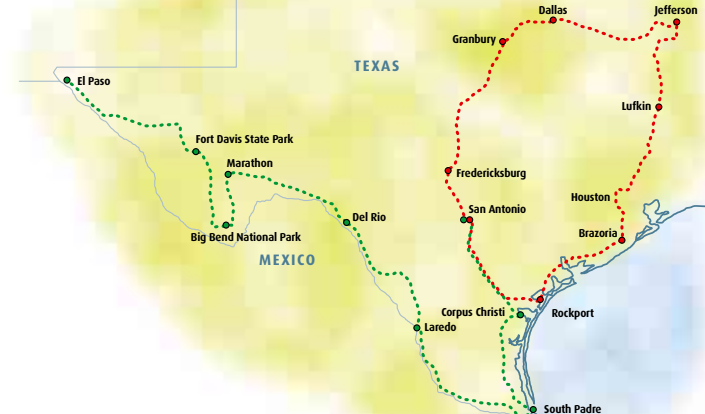 Dallas
Jefferson
Granbury
TEXAS
El Paso
Lufkin
Fort Davis State Park
Marathon
Fredericksburg
Houston
San Antonio
Del Rio
Brazoria
Big Bend National Park
MEXICO
Corpus Christi
Rockport
Laredo
South Padre